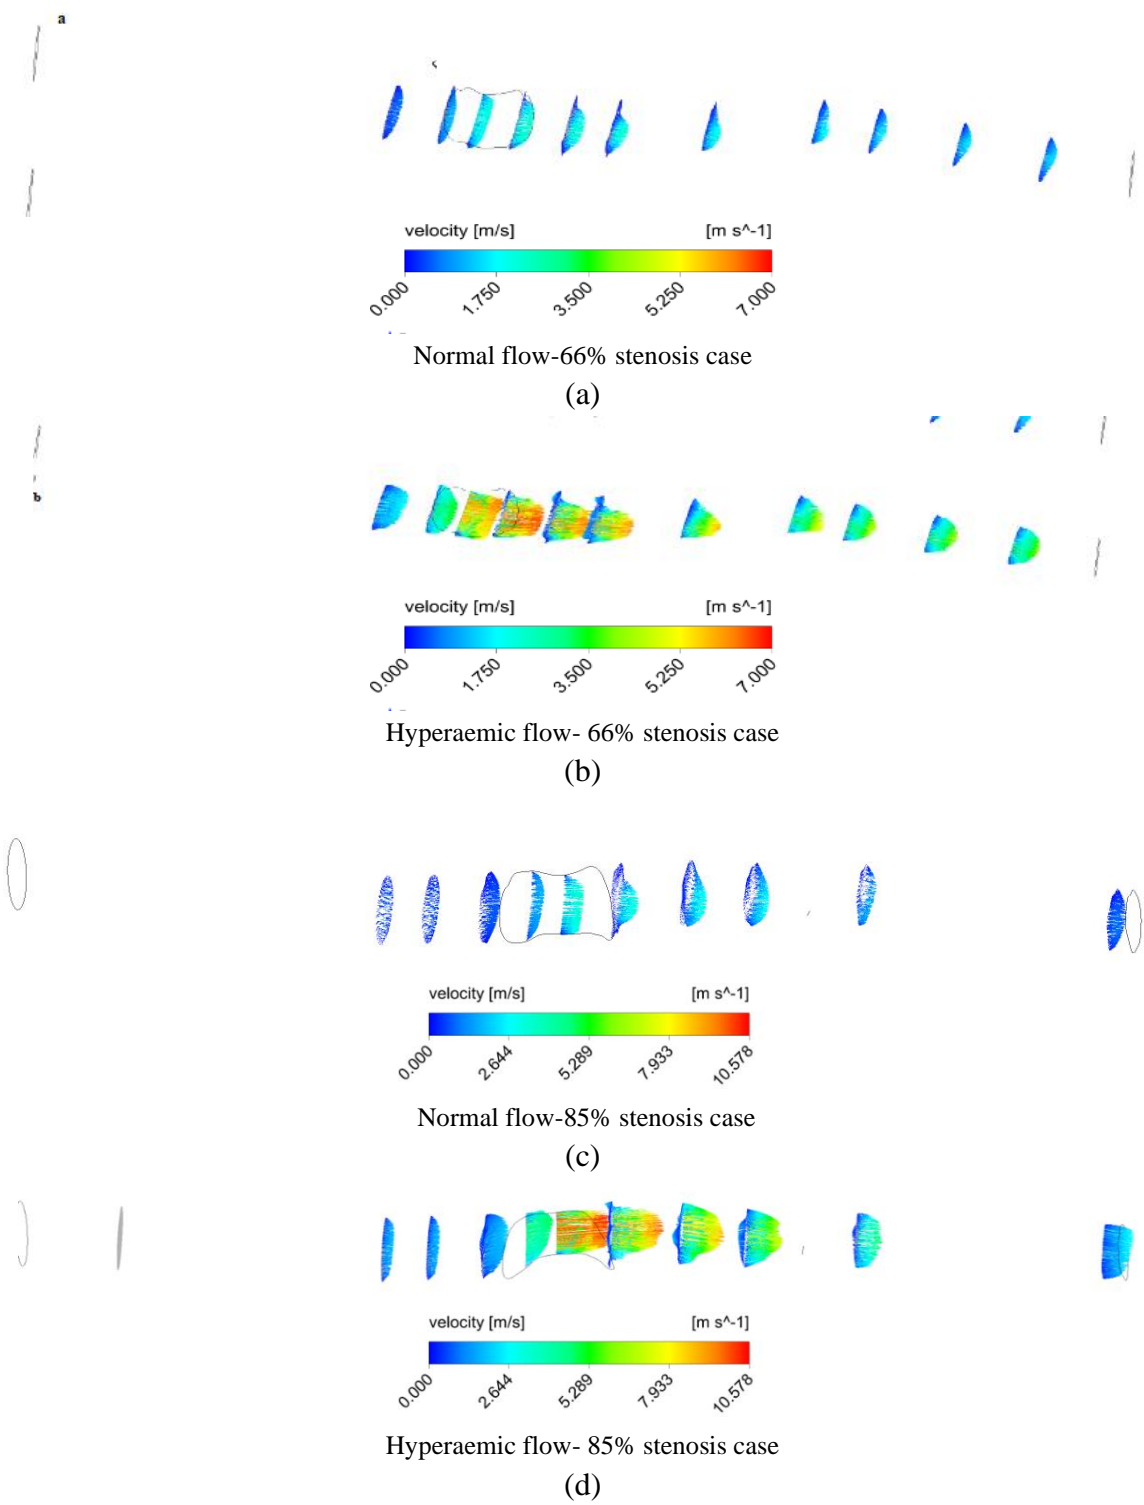 a
velocity [m/s] [m s^-1]
0.000 1.750 3.500 5.250 7.000
Normal flow-66% stenosis case
(a)
b
velocity [m/s] [m s^-1]
0.000 1.750 3.500 5.250 7.000
Hyperaemic flow- 66% stenosis case
(b)
velocity [m/s] [m s^-1]
0.000 2.644 5.289 7.933 10.578
Normal flow-85% stenosis case
(c)
velocity [m/s] [m s^-1]
0.000 2.644 5.289 7.933 10.578
Hyperaemic flow- 85% stenosis case
(d)